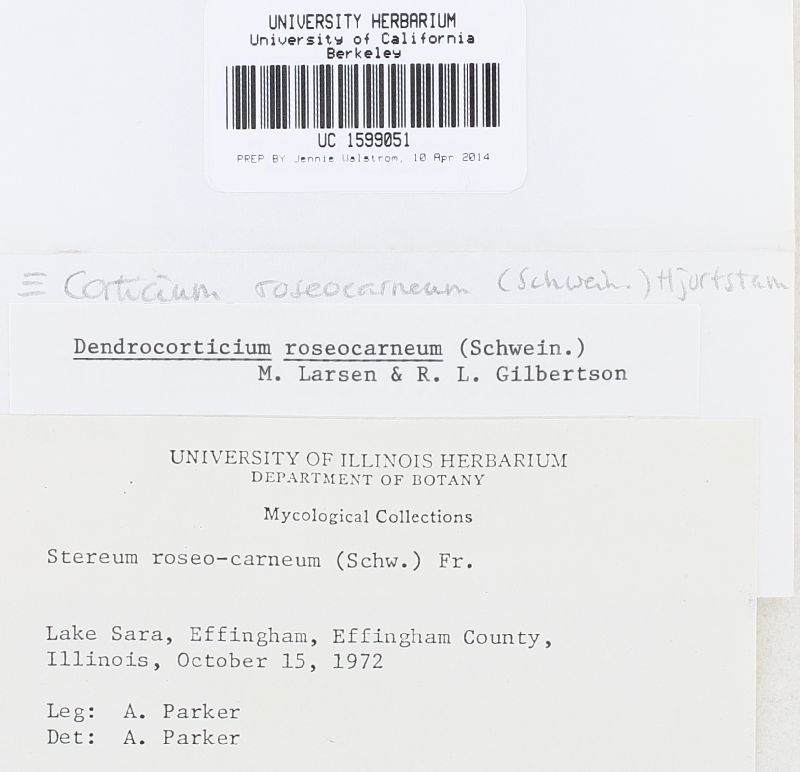 UNIVERSITY HERBARIUM
University of California
Berkeley
UC 1599051
PREP BY Jennie Walstrom, 10 Apr 2014
≡ Corticium roseocarneum (Schwein.) Hjortstam
Dendrocorticium roseocarneum (Schwein.)
M. Larsen & R. L. Gilbertson
UNIVERSITY OF ILLINOIS HERBARIUM
DEPARTMENT OF BOTANY
Mycological Collections
Stereum roseo-carneum (Schw.) Fr.
Lake Sara, Effingham, Effingham County,
Illinois, October 15, 1972
Leg: A. Parker
Det: A. Parker